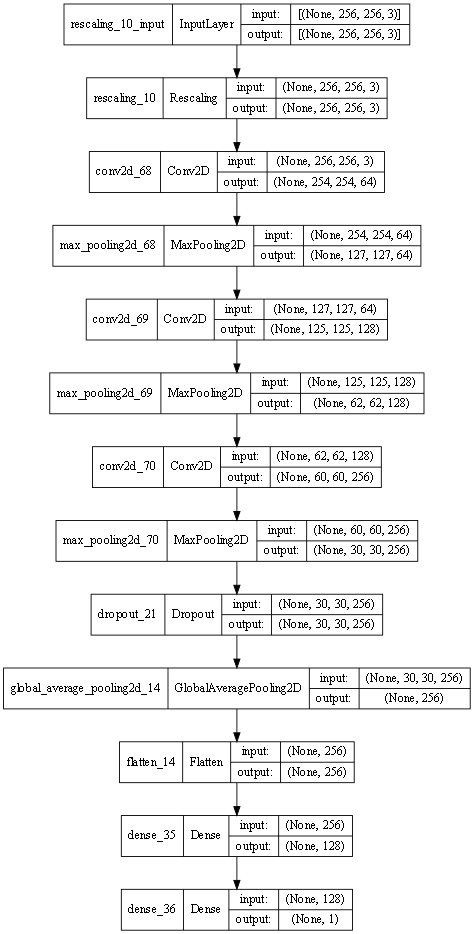 rescaling_10_input InputLayer input: [(None, 256, 256, 3)]
output: [(None, 256, 256, 3)]
rescaling_10 Rescaling input: (None, 256, 256, 3)
output: (None, 256, 256, 3)
conv2d_68 Conv2D input: (None, 256, 256, 3)
output: (None, 254, 254, 64)
max_pooling2d_68 MaxPooling2D input: (None, 254, 254, 64)
output: (None, 127, 127, 64)
conv2d_69 Conv2D input: (None, 127, 127, 64)
output: (None, 125, 125, 128)
max_pooling2d_69 MaxPooling2D input: (None, 125, 125, 128)
output: (None, 62, 62, 128)
conv2d_70 Conv2D input: (None, 62, 62, 128)
output: (None, 60, 60, 256)
max_pooling2d_70 MaxPooling2D input: (None, 60, 60, 256)
output: (None, 30, 30, 256)
dropout_21 Dropout input: (None, 30, 30, 256)
output: (None, 30, 30, 256)
global_average_pooling2d_14 GlobalAveragePooling2D input: (None, 30, 30, 256)
output: (None, 256)
flatten_14 Flatten input: (None, 256)
output: (None, 256)
dense_35 Dense input: (None, 256)
output: (None, 128)
dense_36 Dense input: (None, 128)
output: (None, 1)